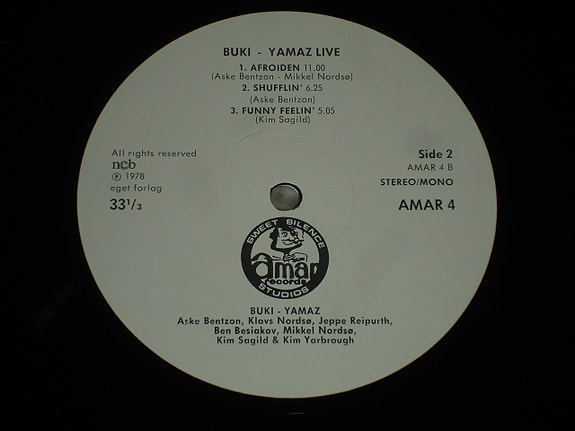 BUKI - YAMAZ LIVE
1. AFROIDEN 11.00
(Aske Bentzon - Mikkel Nordsø)
2. SHUFFLIN' 6.25
(Aske Bentzon)
3. FUNNY FEELIN' 5.05
(Kim Sagild)
All rights reserved
ncb
Ⓟ 1978
eget forlag
33 1/3
Side 2
AMAR 4 B
STEREO/MONO
AMAR 4
SWEET SILENCE
amar
records
STUDIOS
BUKI - YAMAZ
Aske Bentzon, Klavs Nordsø, Jeppe Reipurth,
Ben Besiakov, Mikkel Nordsø,
Kim Sagild & Kim Yarbrough